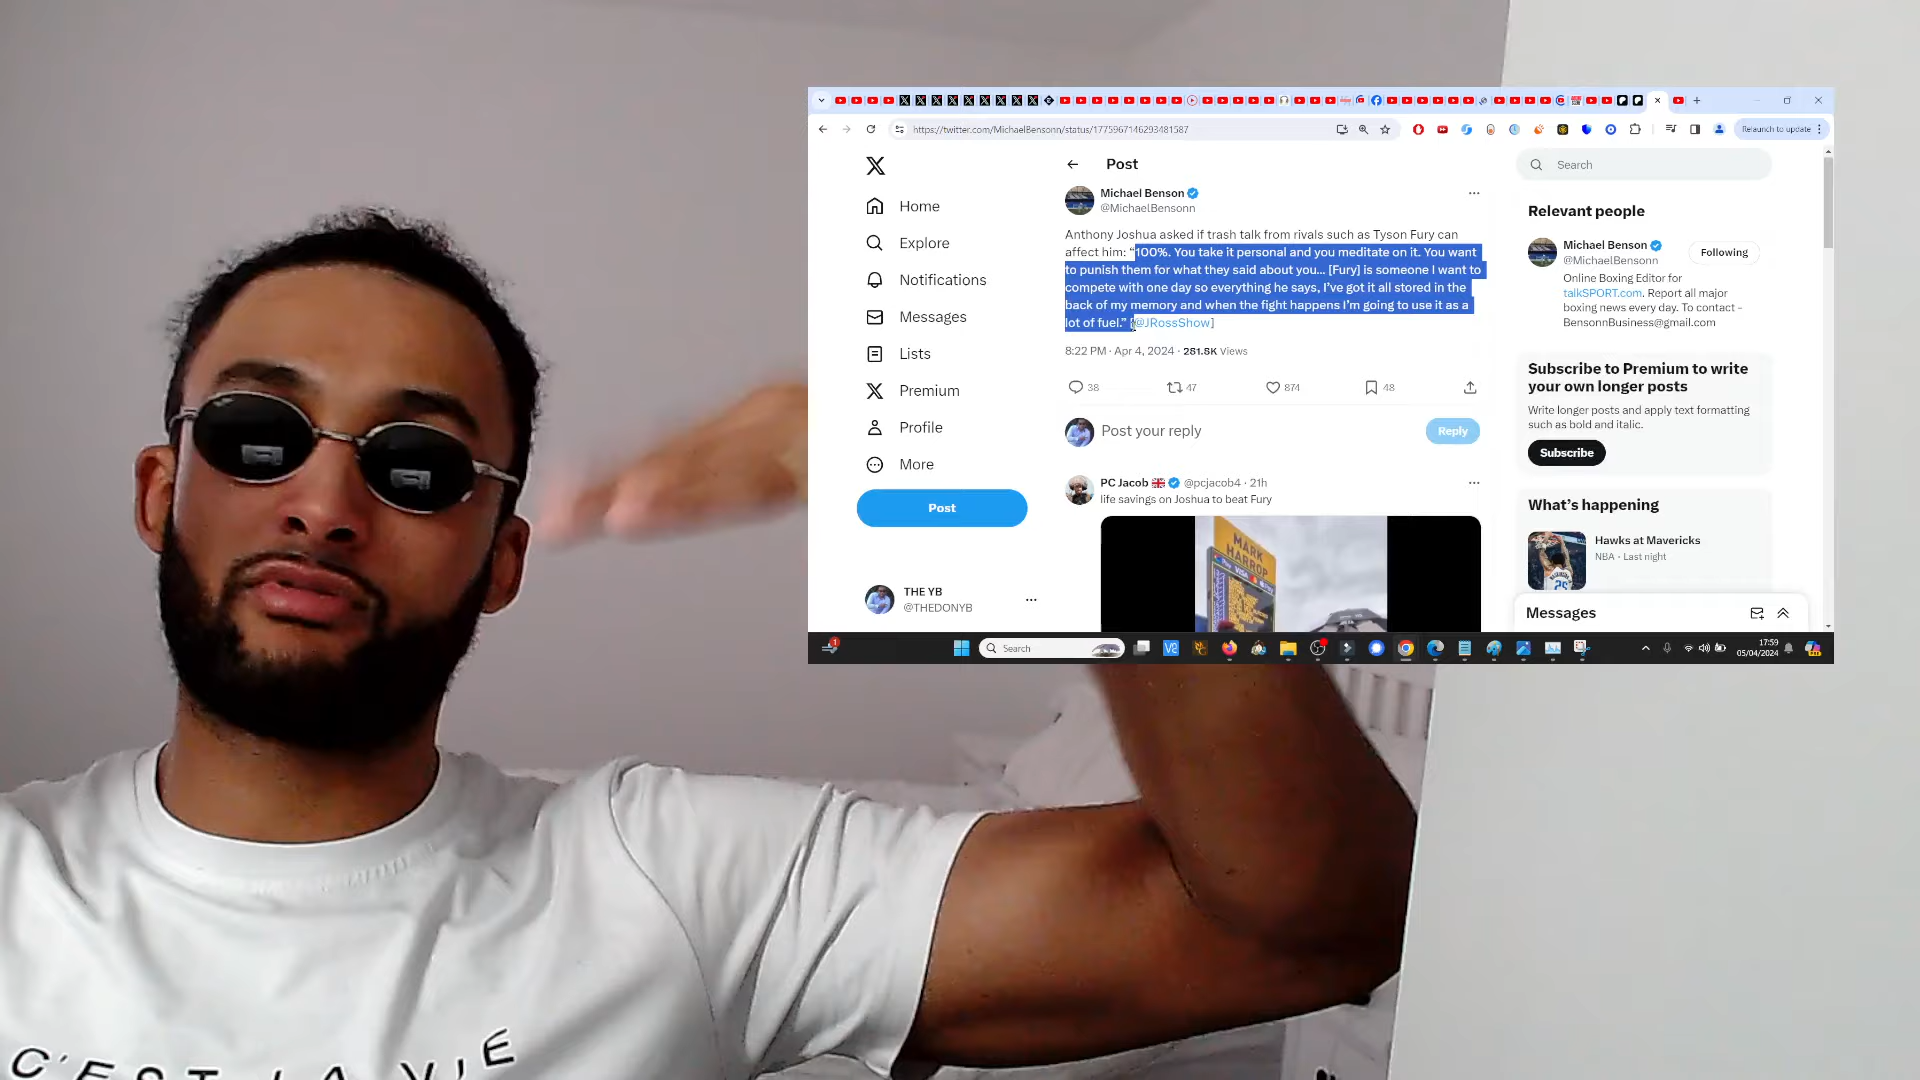 https://twitter.com/MichaelBensonn/status/1775967146293481587
Relaunch to update
Home
Explore
Notifications
Messages
Lists
Premium
Profile
More
Post
THE YB
@THEDONYB
Post
Michael Benson
@MichaelBensonn
Anthony Joshua asked if trash talk from rivals such as Tyson Fury can
affect him: “100%. You take it personal and you meditate on it. You want
to punish them for what they said about you... [Fury] is someone I want to
compete with one day so everything he says, I’ve got it all stored in the
back of my memory and when the fight happens I’m going to use it as a
lot of fuel.” [@JRossShow]
8:22 PM · Apr 4, 2024 · 281.8K Views
38
47
874
48
Post your reply
Reply
PC Jacob @pcjacob4 · 21h
life savings on Joshua to beat Fury
MARK
HARROP
Search
Relevant people
Michael Benson
@MichaelBensonn
Following
Online Boxing Editor for
talkSPORT.com. Report all major
boxing news every day. To contact -
BensonnBusiness@gmail.com
Subscribe to Premium to write
your own longer posts
Write longer posts and apply text formatting
such as bold and italic.
Subscribe
What’s happening
Hawks at Mavericks
NBA · Last night
Messages
Search
17:59
05/04/2024
C'EST LA VIÉ